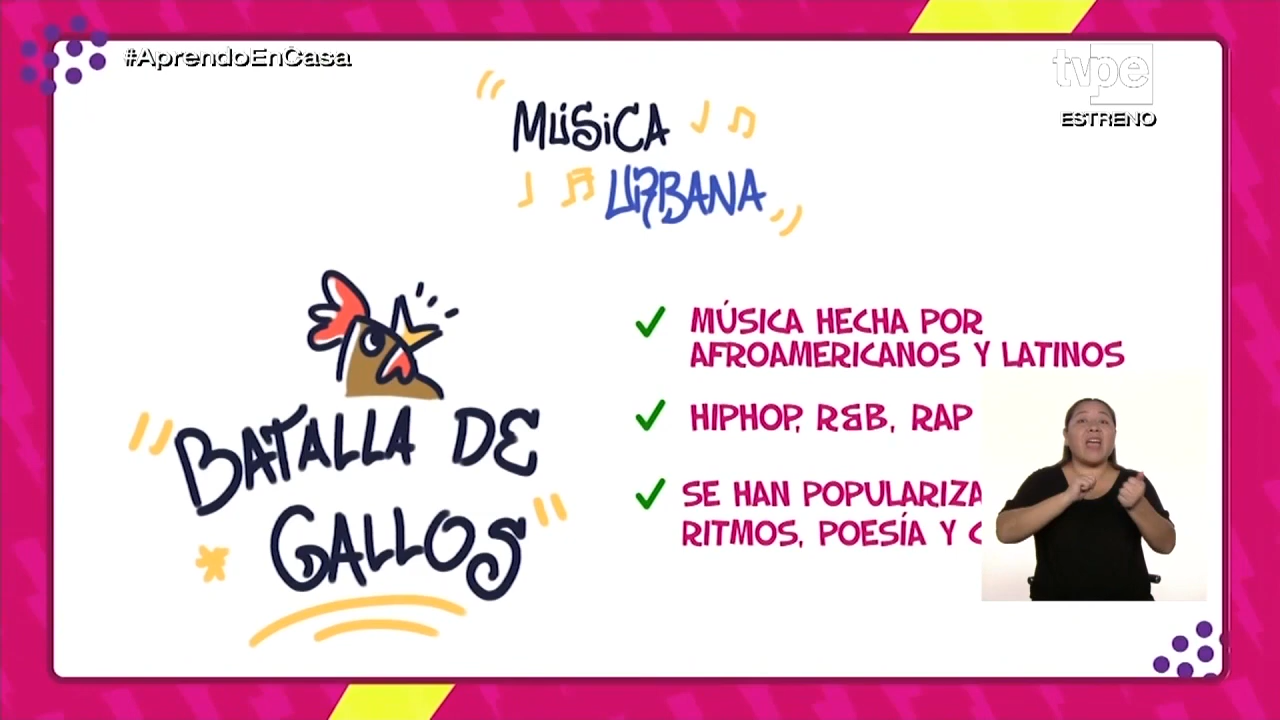 #AprendoEnCasa
tvpe
ESTRENO
"MÚSICA
URBANA"
"BATALLA DE
GALLOS"
MÚSICA HECHA POR
AFROAMERICANOS Y LATINOS
HIPHOP, R&B, RAP
SE HAN
RITMOS, POESÍA Y